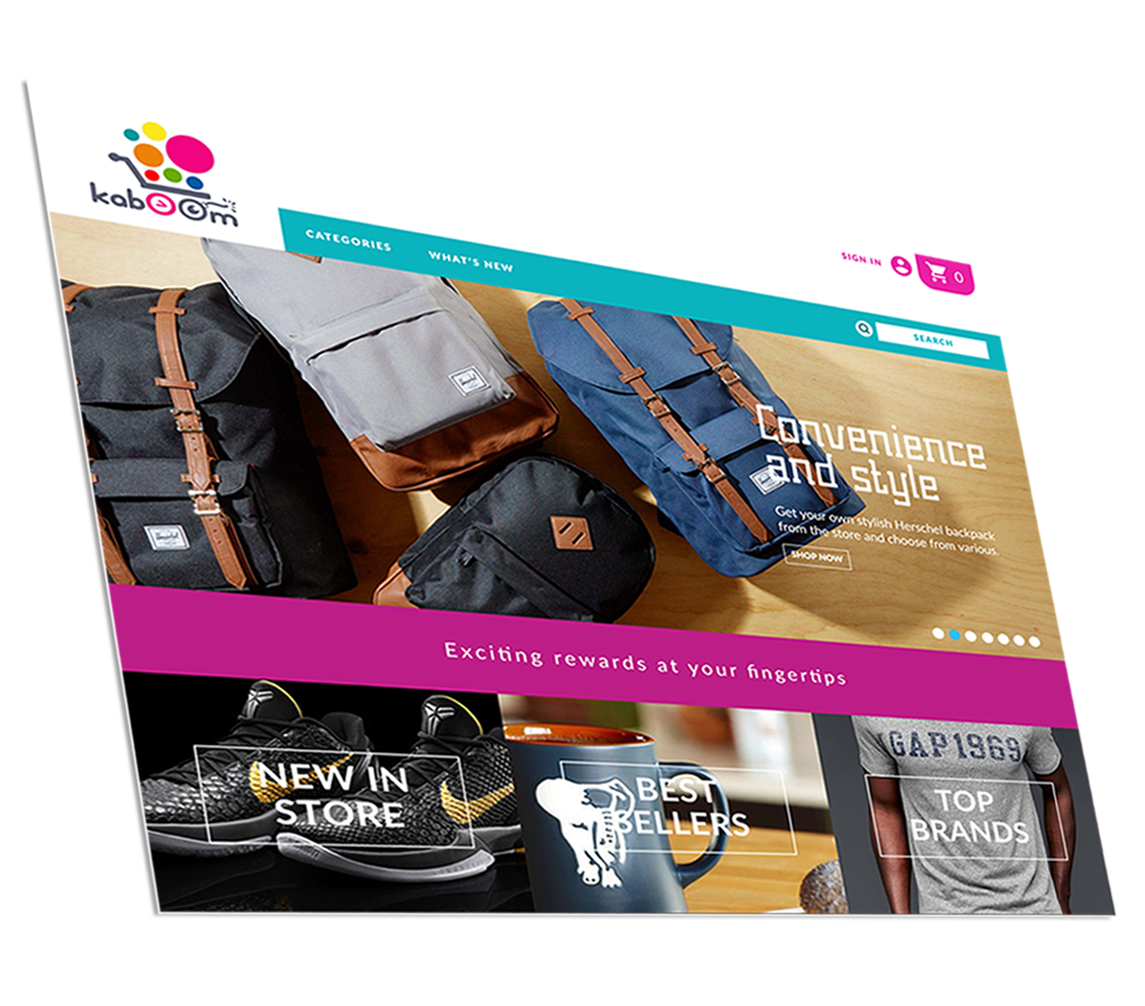 kaboom
SIGN IN
0
CATEGORIES
WHAT'S NEW
SEARCH
Convenience
and style
Get your own stylish Herschel backpack
from the store and choose from various.
SHOP NOW
Exciting rewards at your fingertips
NEW IN
STORE
BEST
SELLERS
GAP 1969
TOP
BRANDS